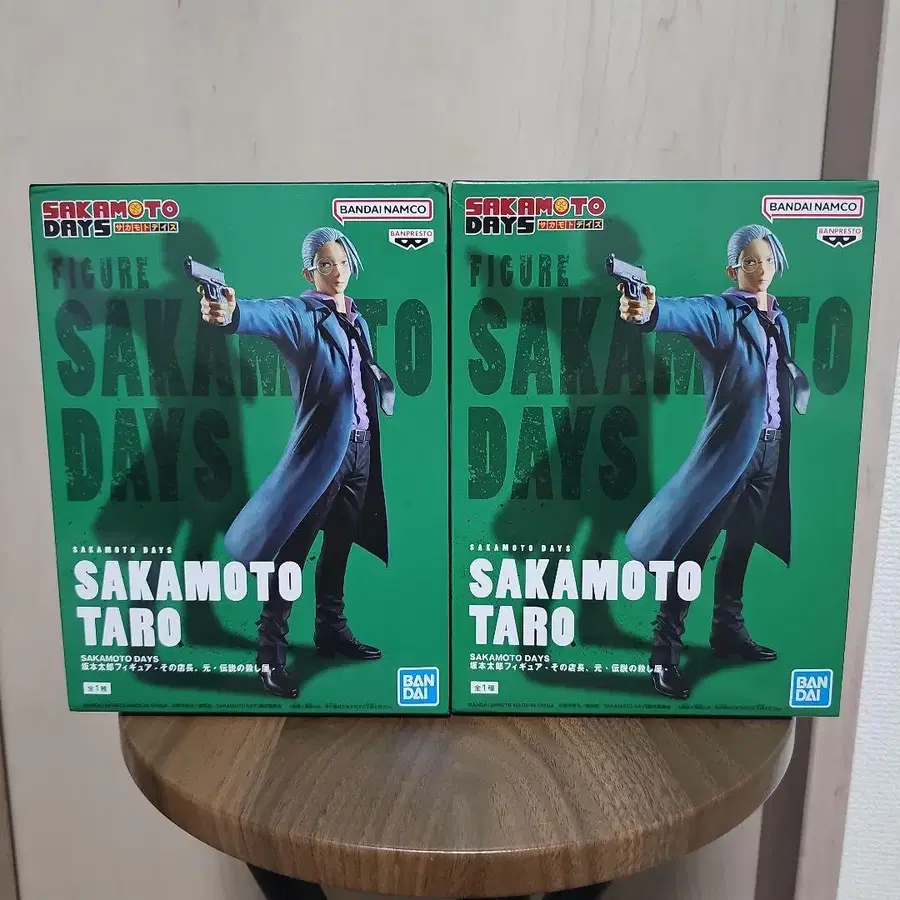 SAKAMOTO
DAYS サカモトデイズ
BANDAI NAMCO
BANPRESTO
FIGURE
SAKAMOTO
DAYS
SAKAMOTO DAYS
SAKAMOTO
TARO
SAKAMOTO DAYS
坂本太郎フィギュア-その店長、元・伝説の殺し屋-
全1種
BAN
DAI
SAKAMOTO
DAYS サカモトデイズ
BANDAI NAMCO
BANPRESTO
FIGURE
SAKAMOTO
DAYS
SAKAMOTO DAYS
SAKAMOTO
TARO
SAKAMOTO DAYS
坂本太郎フィギュア-その店長、元・伝説の殺し屋-
全1種
BAN
DAI